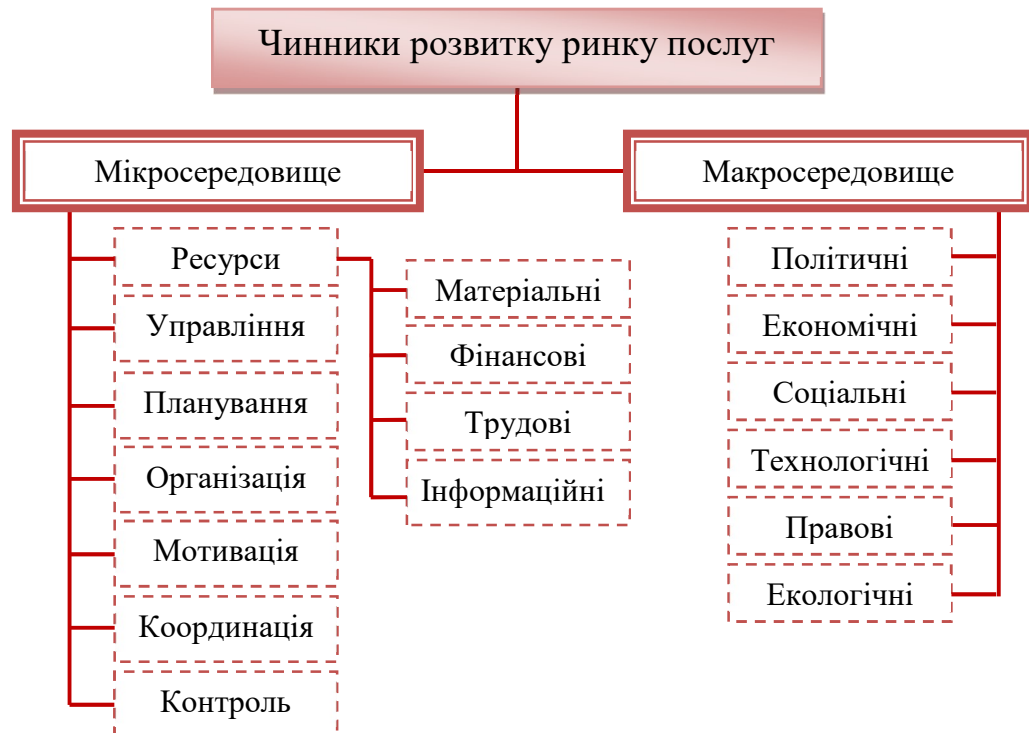 Чинники розвитку ринку послуг
Мікросередовище
Ресурси
Управління
Планування
Організація
Мотивація
Координація
Контроль
Матеріальні
Фінансові
Трудові
Інформаційні
Макросередовище
Політичні
Економічні
Соціальні
Технологічні
Правові
Екологічні